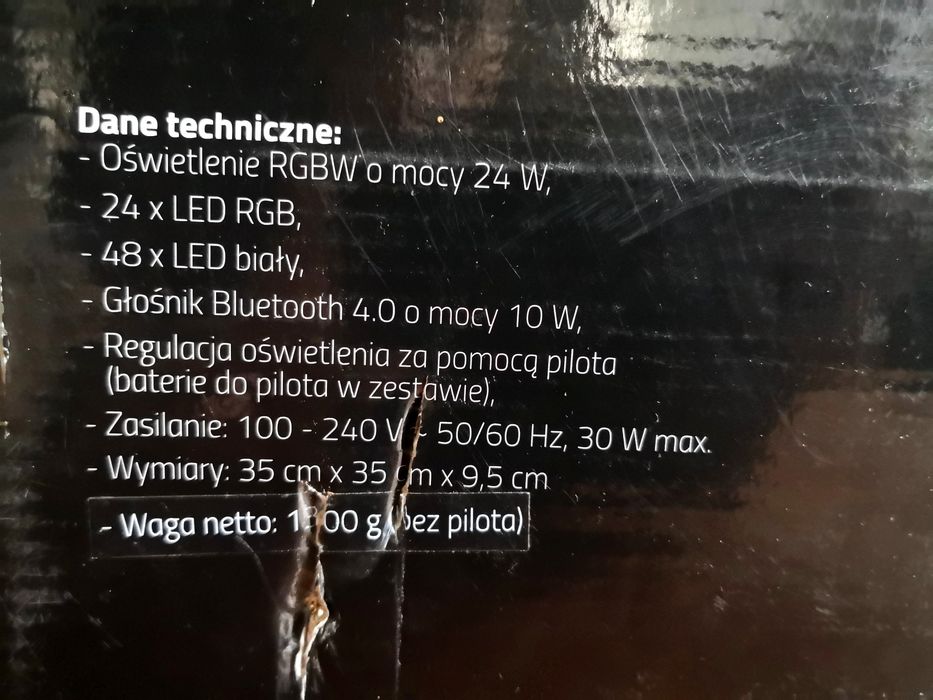 Dane techniczne:
- Oświetlenie RGBW o mocy 24 W,
- 24 x LED RGB,
- 48 x LED biały,
- Głośnik Bluetooth 4.0 o mocy 10 W,
- Regulacja oświetlenia za pomocą pilota
(baterie do pilota w zestawie),
- Zasilanie: 100 - 240 V ~ 50/60 Hz, 30 W max.
- Wymiary: 35 cm x 35 cm x 9,5 cm
- Waga netto: g (bez pilota)